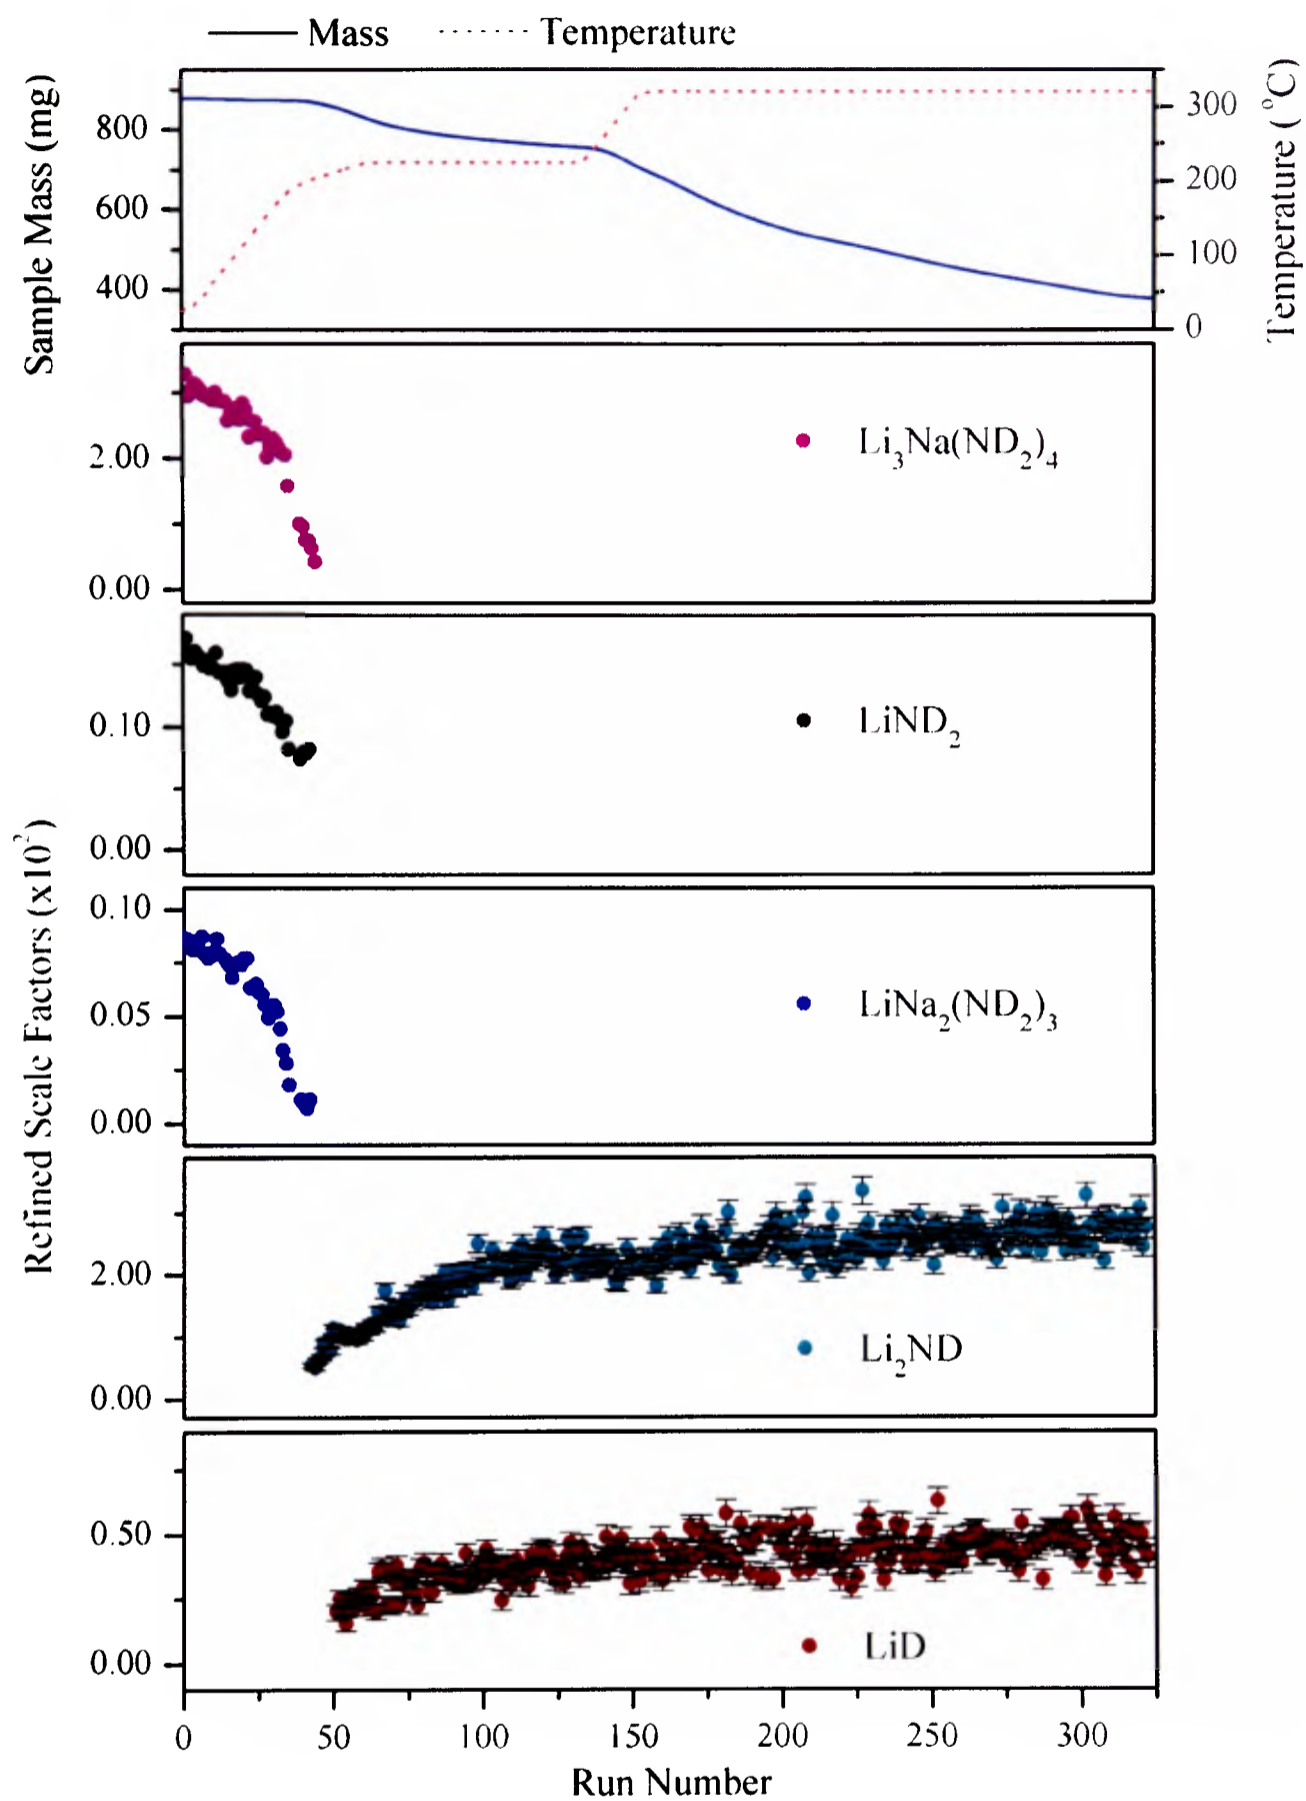 Mass Temperature
Sample Mass (mg)
800
600
400
300
200
100
0
Temperature (°C)
2.00
0.00
Li₃Na(ND₂)₄
0.10
0.00
LiND₂
Refined Scale Factors (x10²)
0.10
0.05
0.00
LiNa₂(ND₂)₃
2.00
0.00
Li₂ND
0.50
0.00
LiD
0 50 100 150 200 250 300
Run Number